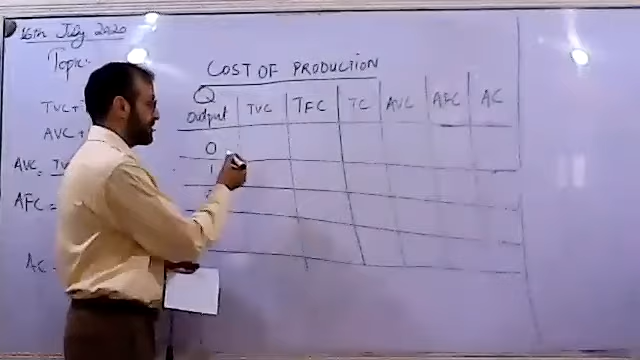 16th July 2020
Topic:
COST OF PRODUCTION
Q
Output TVC TFC TC AVC AFC AC
TVC+
AVC+
0
AVC=
1
AFC=
AC=